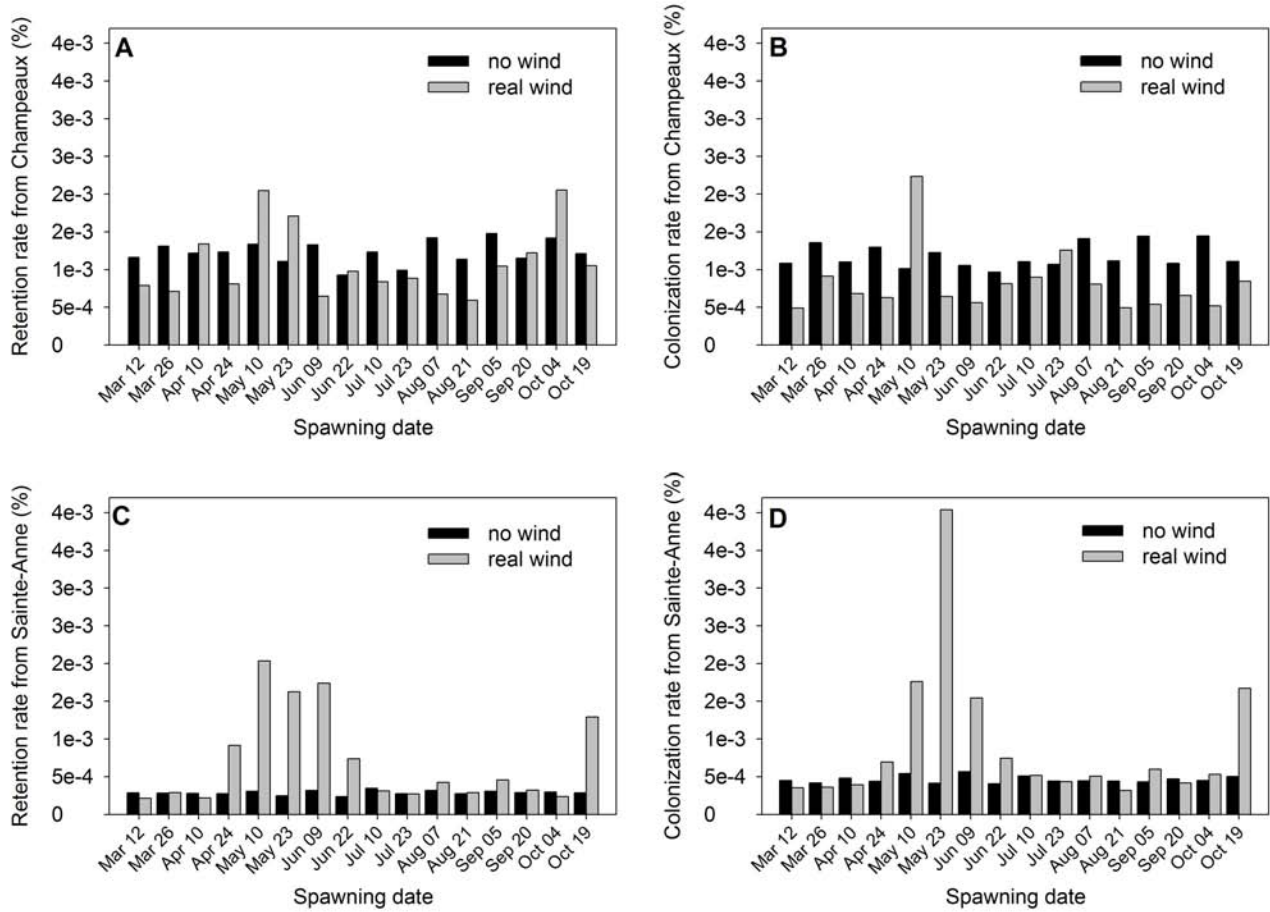 A
Retention rate from Champeaux (%)
4e-3
4e-3
3e-3
3e-3
2e-3
2e-3
1e-3
5e-4
0
no wind
real wind
Mar 12
Mar 26
Apr 10
Apr 24
May 10
May 23
Jun 09
Jun 22
Jul 10
Jul 23
Aug 07
Aug 21
Sep 05
Sep 20
Oct 04
Oct 19
Spawning date
B
Colonization rate from Champeaux (%)
4e-3
4e-3
3e-3
3e-3
2e-3
2e-3
1e-3
5e-4
0
no wind
real wind
Mar 12
Mar 26
Apr 10
Apr 24
May 10
May 23
Jun 09
Jun 22
Jul 10
Jul 23
Aug 07
Aug 21
Sep 05
Sep 20
Oct 04
Oct 19
Spawning date
C
Retention rate from Sainte-Anne (%)
4e-3
4e-3
3e-3
3e-3
2e-3
2e-3
1e-3
5e-4
0
no wind
real wind
Mar 12
Mar 26
Apr 10
Apr 24
May 10
May 23
Jun 09
Jun 22
Jul 10
Jul 23
Aug 07
Aug 21
Sep 05
Sep 20
Oct 04
Oct 19
Spawning date
D
Colonization rate from Sainte-Anne (%)
4e-3
4e-3
3e-3
3e-3
2e-3
2e-3
1e-3
5e-4
0
no wind
real wind
Mar 12
Mar 26
Apr 10
Apr 24
May 10
May 23
Jun 09
Jun 22
Jul 10
Jul 23
Aug 07
Aug 21
Sep 05
Sep 20
Oct 04
Oct 19
Spawning date